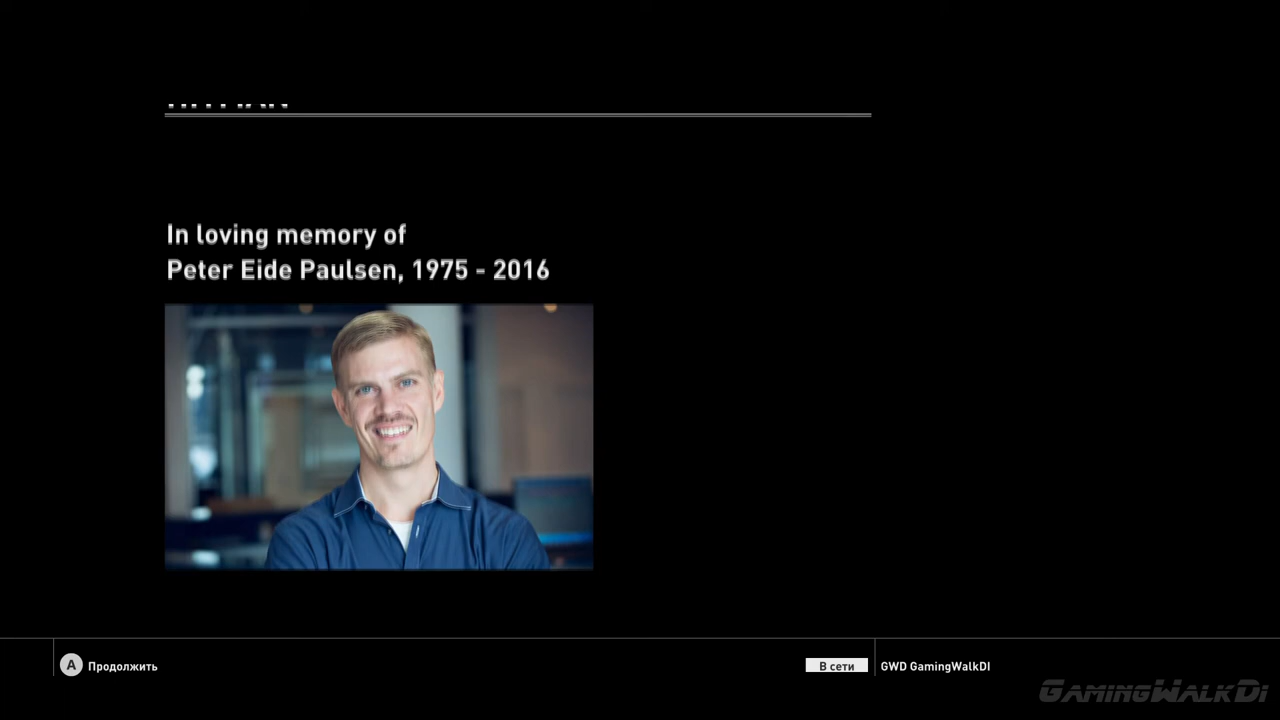 In loving memory of
Peter Eide Paulsen, 1975 - 2016
A Продолжить
В сети GWD GamingWalkDI
GamingWalkDi